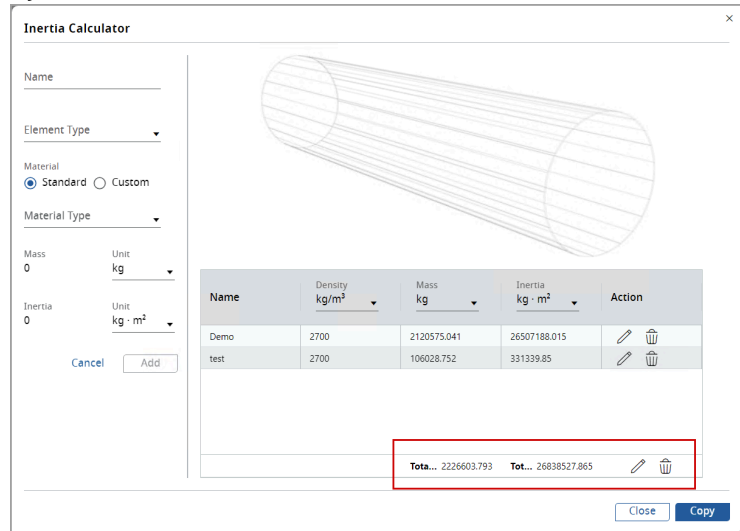 ×
Inertia Calculator
Name
Element Type
Material
Standard Custom
Material Type
Mass Unit
0 kg
Inertia Unit
0 kg · m²
Cancel Add
Name Density kg/m³ Mass kg Inertia kg · m² Action
Demo 2700 2120575.041 26507188.015
test 2700 106028.752 331339.85
Tota... 2226603.793 Tot... 26838527.865
Close Copy